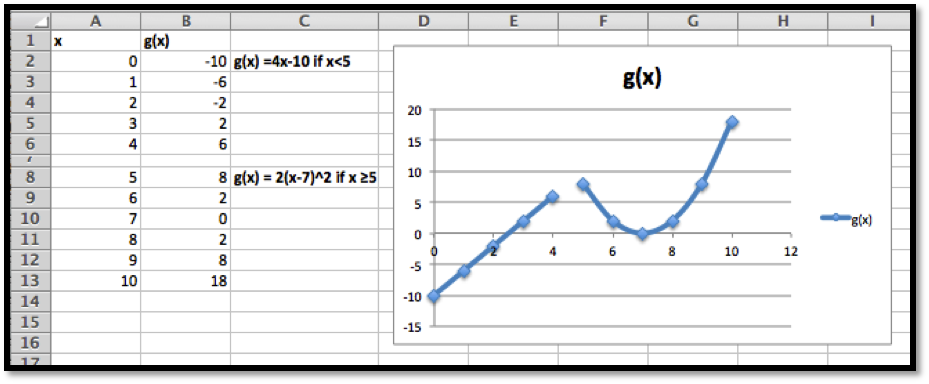 A B C D E F G H I
1 x g(x)
2 0 -10 g(x) =4x-10 if x<5
3 1 -6
4 2 -2
5 3 2
6 4 6
8 5 8 g(x) = 2(x-7)^2 if x ≥5
9 6 2
10 7 0
11 8 2
12 9 8
13 10 18
14
15
16
17
g(x)
20
15
10
5
0
-5
-10
-15
0 2 4 6 8 10 12
g(x)